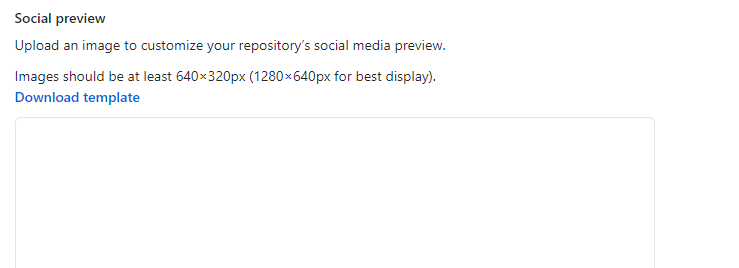 Social preview
Upload an image to customize your repository's social media preview.
Images should be at least 640×320px (1280×640px for best display).
Download template